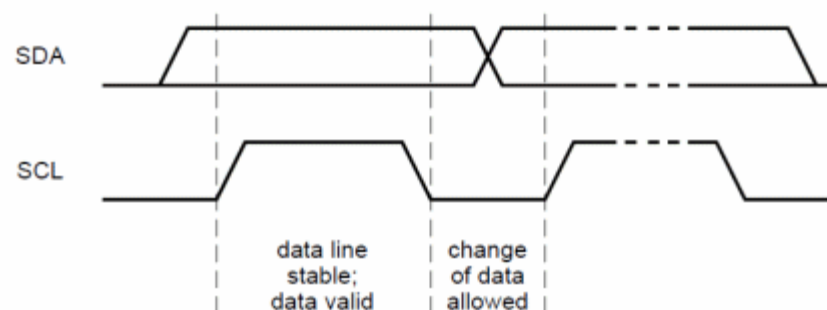 SDA
SCL
data line
stable;
data valid
change
of data
allowed